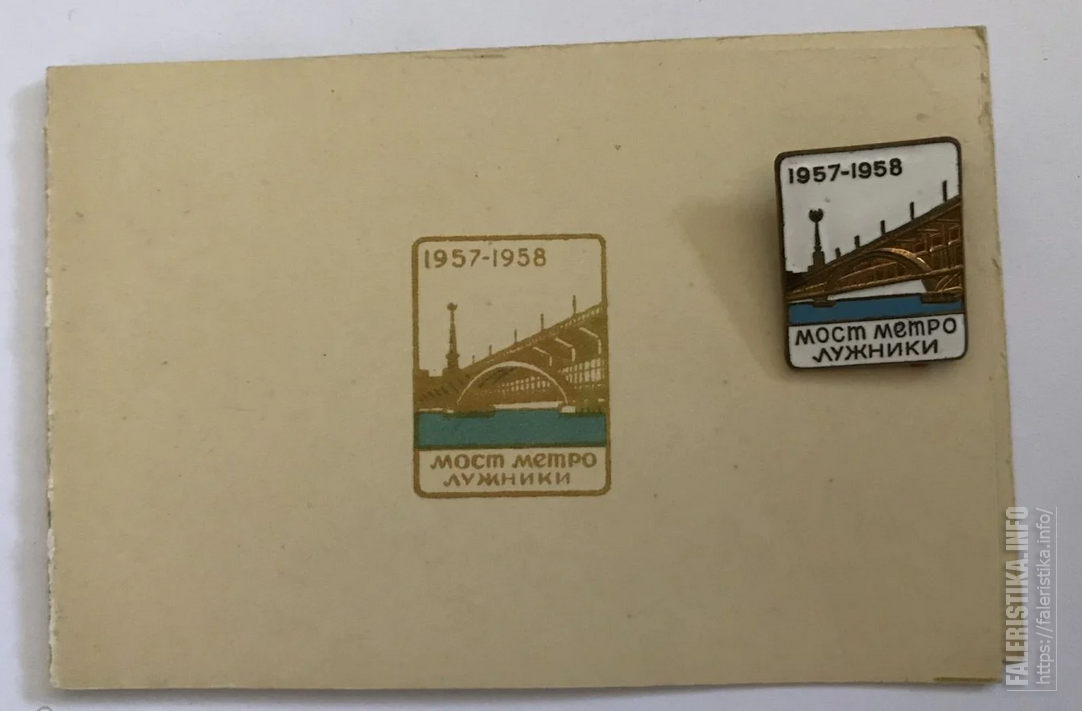 1957-1958
мост метро
лужники
1957-1958
мост метро
лужники
FALERISTIKA.INFO
https://faleristika.info/